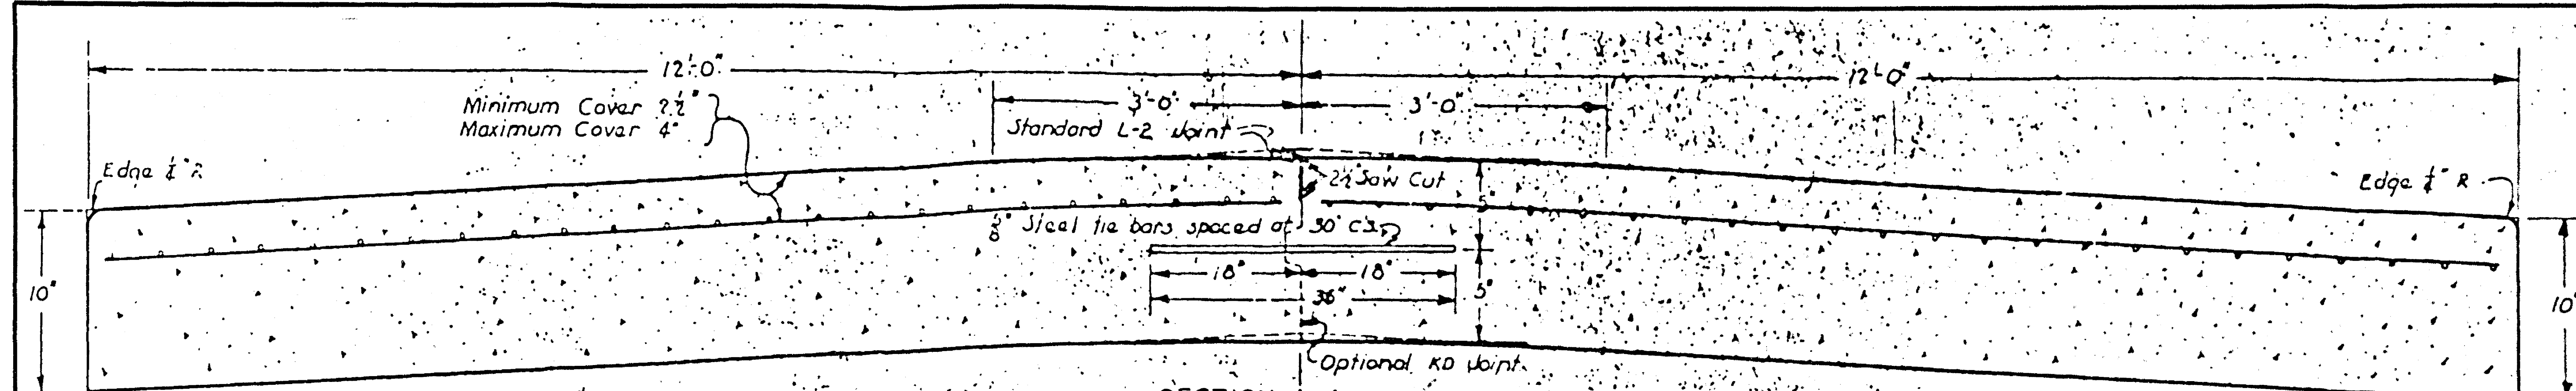 12'-0"
12'-0"
3'-0"
3'-0"
Minimum Cover 2½"
Maximum Cover 4"
Standard L-2 Joint
Edge ¼" R
2½" Saw Cut
Edge ¼" R
5"
Steel tie bars spaced at 30" CS.
18"
18"
36"
5"
10"
10"
Optional KD Joint
SECTION